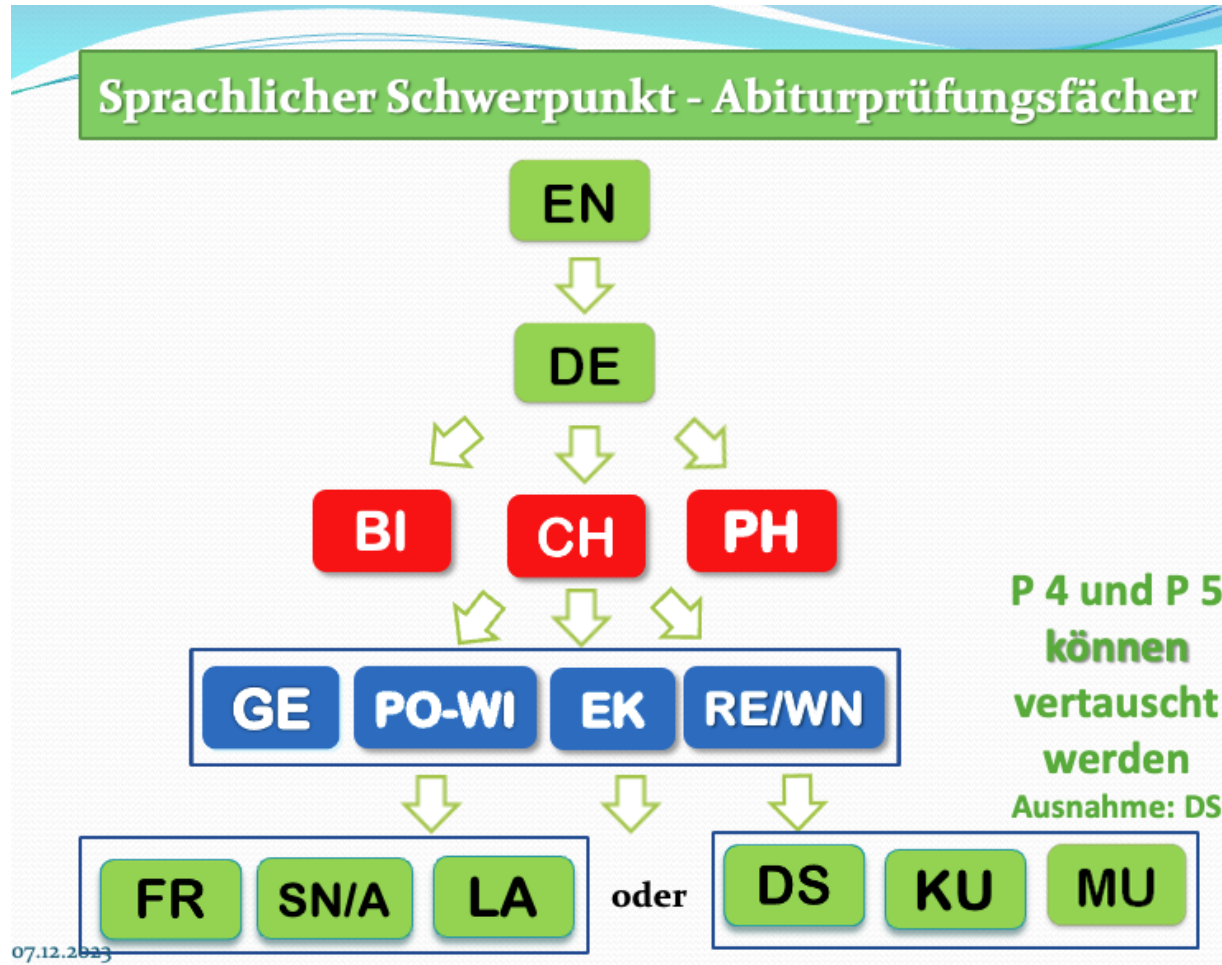 Sprachlicher Schwerpunkt - Abiturprüfungsfächer
EN
DE
BI CH PH
P 4 und P 5
können
vertauscht
werden
Ausnahme: DS
GE PO-WI EK RE/WN
FR SN/A LA oder DS KU MU
07.12.2023